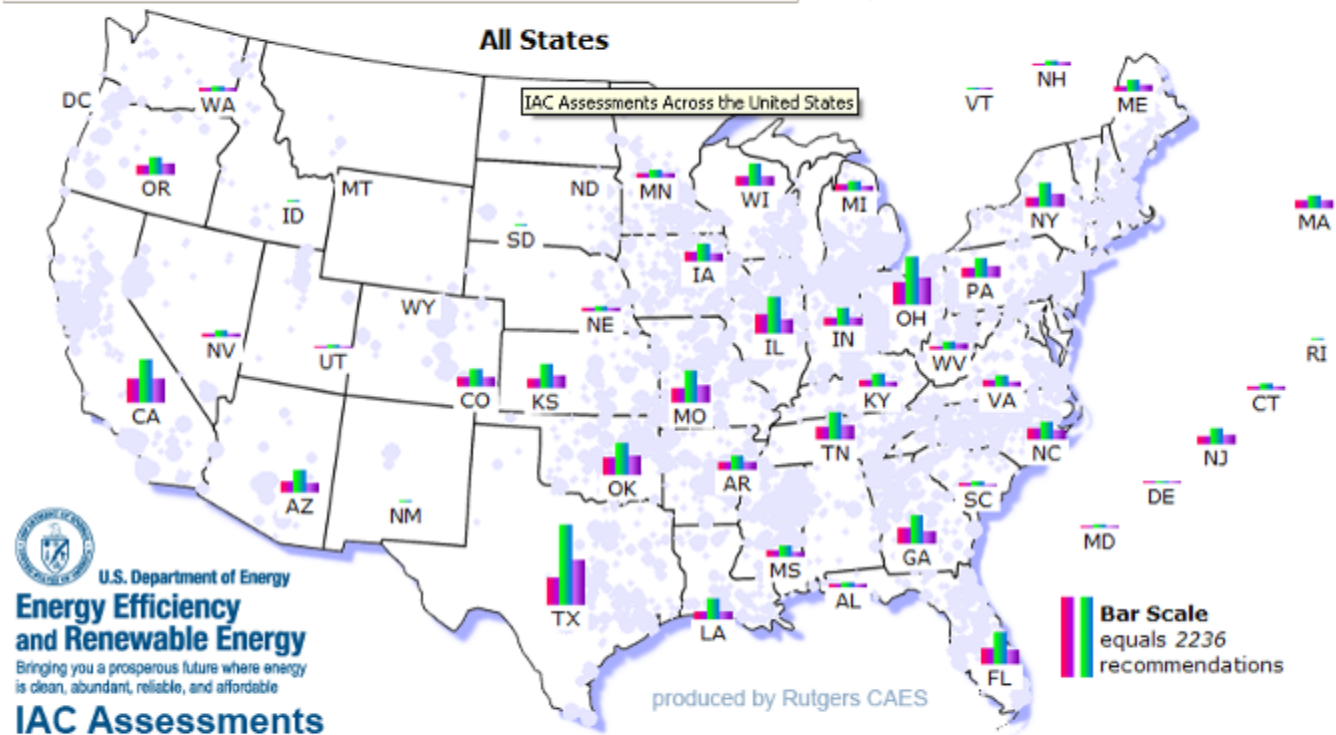 All States
IAC Assessments Across the United States
NH
DC
WA
VT
ME
OR
MT
ND
MN
WI
MI
ID
NY
MA
SD
IA
PA
WY
NE
OH
NV
UT
IL
IN
WV
RI
CA
CO
KS
MO
KY
VA
CT
TN
NC
NJ
OK
AR
AZ
NM
SC
DE
GA
MD
MS
TX
AL
LA
FL
Bar Scale
equals 2236
recommendations
U.S. Department of Energy
Energy Efficiency
and Renewable Energy
Bringing you a prosperous future where energy
is clean, abundant, reliable, and affordable
IAC Assessments
produced by Rutgers CAES